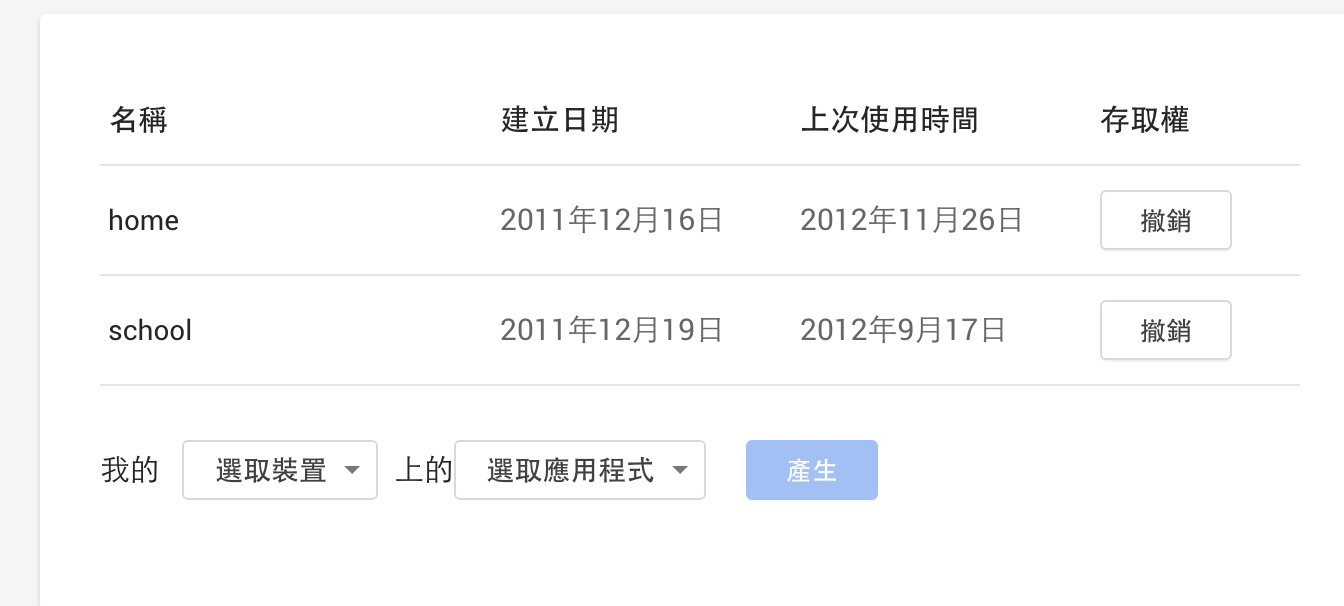 名稱 建立日期 上次使用時間 存取權
home 2011年12月16日 2012年11月26日 撤銷
school 2011年12月19日 2012年9月17日 撤銷
我的 選取裝置 上的 選取應用程式 產生